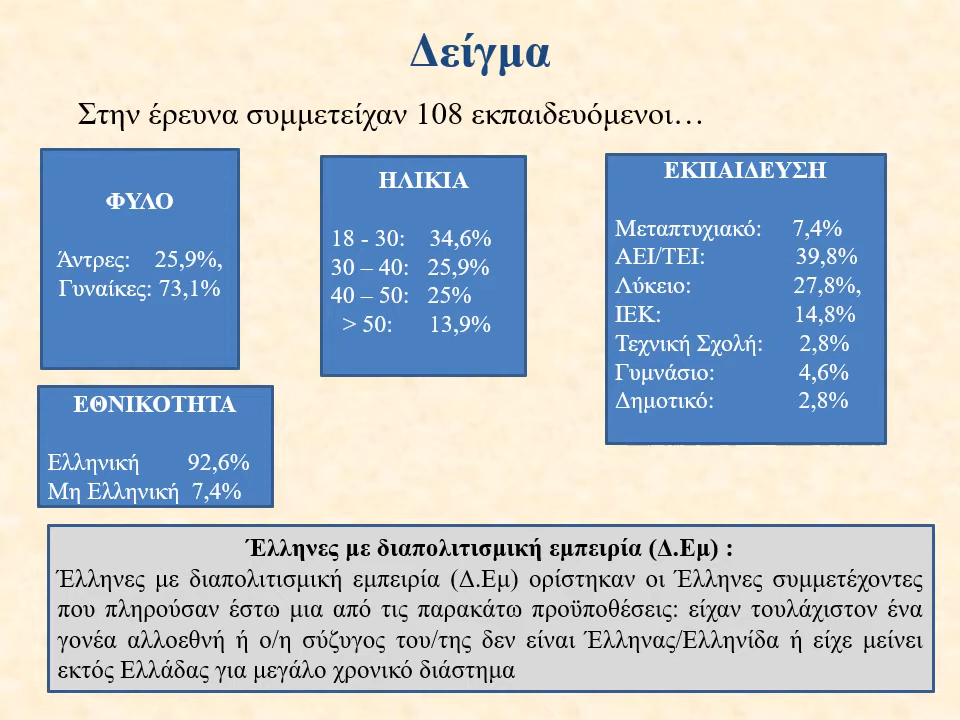 Δείγμα
Στην έρευνα συμμετείχαν 108 εκπαιδευόμενοι…
ΦΥΛΟ
Άντρες: 25,9%,
Γυναίκες: 73,1%
ΗΛΙΚΙΑ
18 - 30: 34,6%
30 – 40: 25,9%
40 – 50: 25%
> 50: 13,9%
ΕΚΠΑΙΔΕΥΣΗ
Μεταπτυχιακό: 7,4%
ΑΕΙ/ΤΕΙ: 39,8%
Λύκειο: 27,8%,
ΙΕΚ: 14,8%
Τεχνική Σχολή: 2,8%
Γυμνάσιο: 4,6%
Δημοτικό: 2,8%
ΕΘΝΙΚΟΤΗΤΑ
Ελληνική 92,6%
Μη Ελληνική 7,4%
Έλληνες με διαπολιτισμική εμπειρία (Δ.Εμ) :
Έλληνες με διαπολιτισμική εμπειρία (Δ.Εμ) ορίστηκαν οι Έλληνες συμμετέχοντες
που πληρούσαν έστω μια από τις παρακάτω προϋποθέσεις: είχαν τουλάχιστον ένα
γονέα αλλοεθνή ή ο/η σύζυγος του/της δεν είναι Έλληνας/Ελληνίδα ή είχε μείνει
εκτός Ελλάδας για μεγάλο χρονικό διάστημα